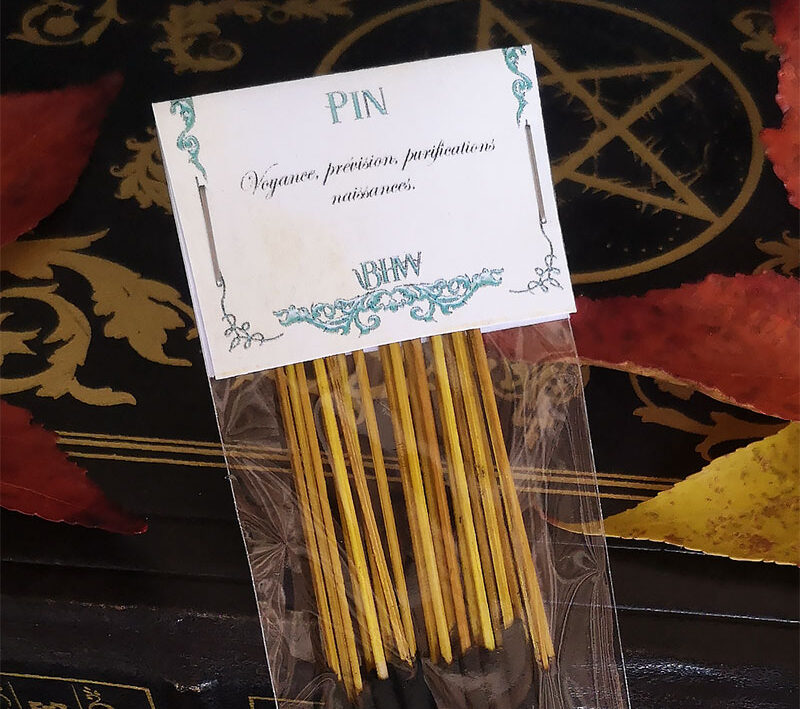 PIN
Voyance, prévision, purifications
naissances.
BHW